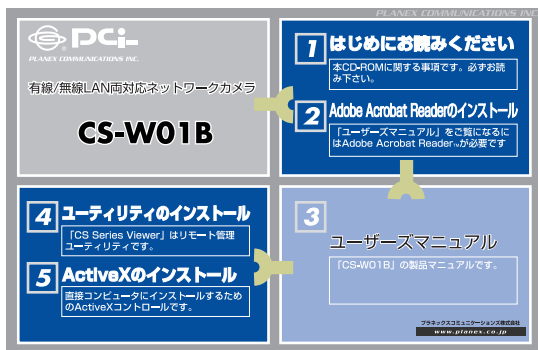 PLANEX COMMUNICATIONS INC
PCi
PLANEX COMMUNICATIONS INC.
有線/無線LAN両対応ネットワークカメラ
CS-W01B
1 はじめにお読みください
本CD-ROMに関する事項です。必ずお読
み下さい。
2 Adobe Acrobat Readerのインストール
「ユーザーズマニュアル」をご覧になるに
はAdobe Acrobat Reader™が必要です
3
ユーザーズマニュアル
「CS-W01B」の製品マニュアルです。
4 ユーティリティのインストール
「CS Series Viewer」はリモート管理
ユーティリティです。
5 ActiveXのインストール
直接コンピュータにインストールするため
のActiveXコントロールです。
プラネックスコミュニケーションズ株式会社
www.planex.co.jp